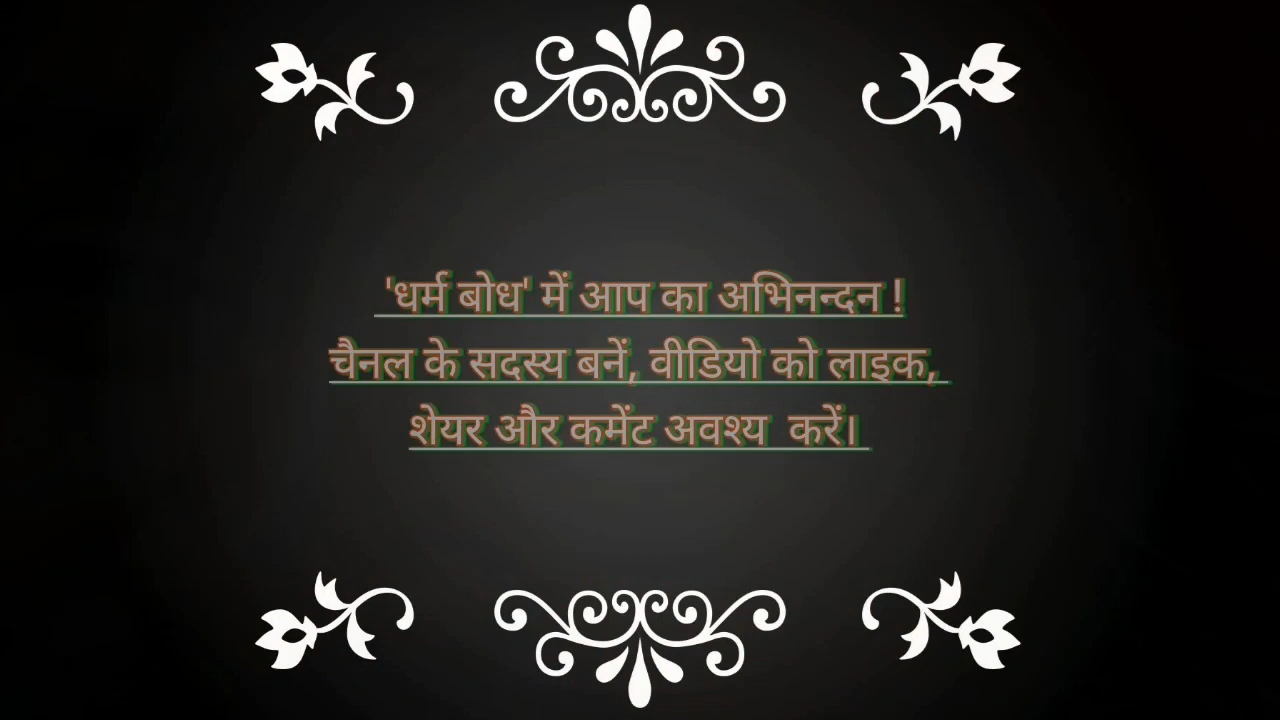 'धर्म बोध' में आप का अभिनन्दन !
चैनल के सदस्य बनें, वीडियो को लाइक,
शेयर और कमेंट अवश्य  करें।